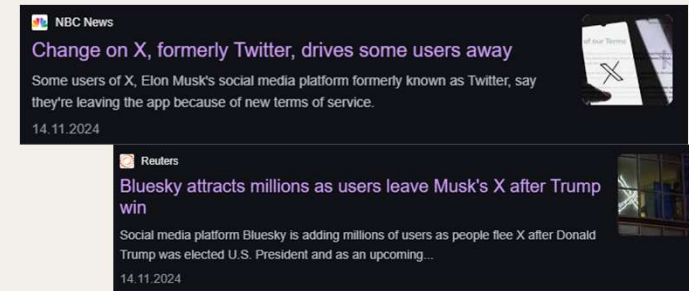 NBC News
Change on X, formerly Twitter, drives some users away
Some users of X, Elon Musk's social media platform formerly known as Twitter, say
they're leaving the app because of new terms of service.
14.11.2024
of our Terms
Reuters
Bluesky attracts millions as users leave Musk's X after Trump
win
Social media platform Bluesky is adding millions of users as people flee X after Donald
Trump was elected U.S. President and as an upcoming...
14.11.2024